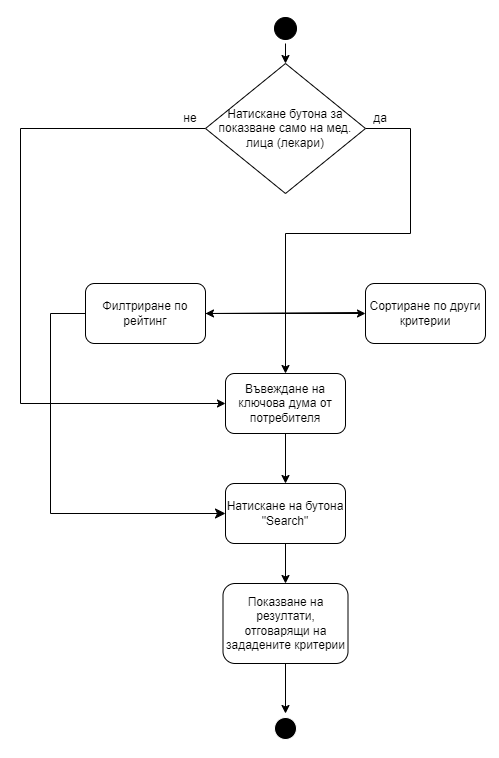 Натискане бутона за
показване само на мед.
лица (лекари)
не
да
Филтриране по
рейтинг
Сортиране по други
критерии
Въвеждане на
ключова дума от
потребителя
Натискане на бутона
"Search"
Показване на
резултати,
отговарящи на
зададените критерии